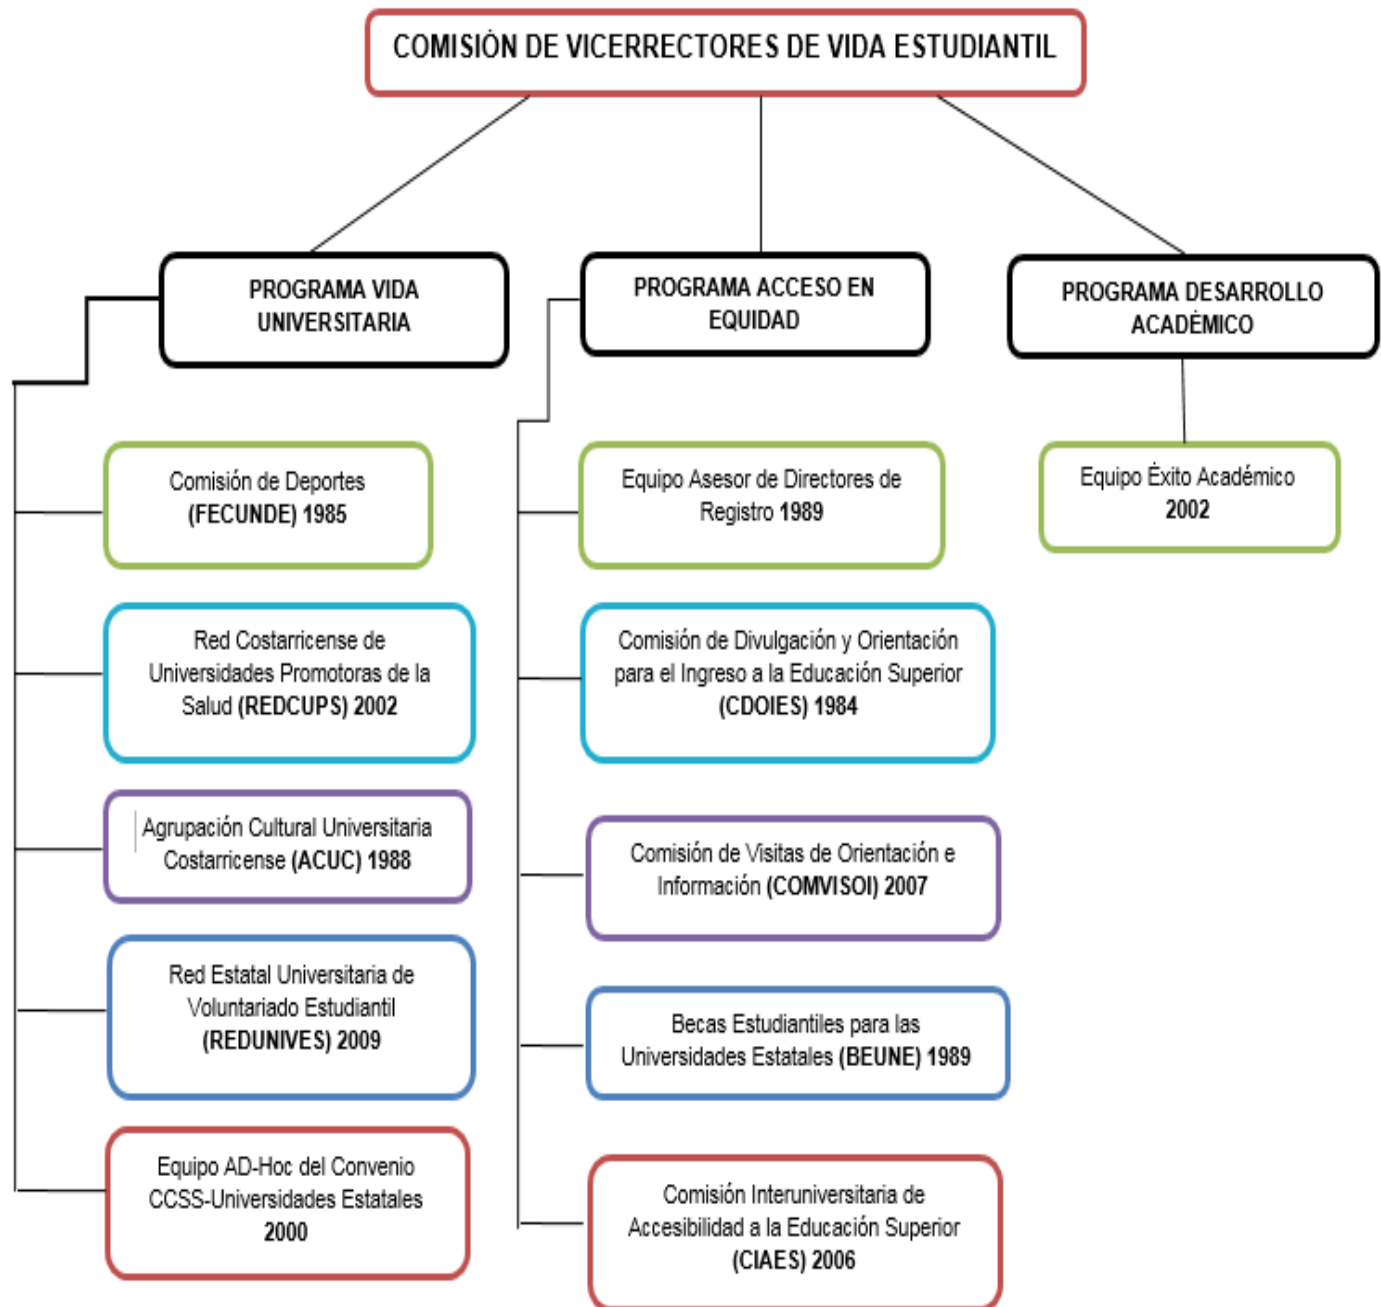 COMISIÓN DE VICERRECTORES DE VIDA ESTUDIANTIL
PROGRAMA VIDA
UNIVERSITARIA
PROGRAMA ACCESO EN
EQUIDAD
PROGRAMA DESARROLLO
ACADÉMICO
Comisión de Deportes
(FECUNDE) 1985
Red Costarricense de
Universidades Promotoras de la
Salud (REDCUPS) 2002
Agrupación Cultural Universitaria
Costarricense (ACUC) 1988
Red Estatal Universitaria de
Voluntariado Estudiantil
(REDUNIVES) 2009
Equipo AD-Hoc del Convenio
CCSS-Universidades Estatales
2000
Equipo Asesor de Directores de
Registro 1989
Comisión de Divulgación y Orientación
para el Ingreso a la Educación Superior
(CDOIES) 1984
Comisión de Visitas de Orientación e
Información (COMVISOI) 2007
Becas Estudiantiles para las
Universidades Estatales (BEUNE) 1989
Comisión Interuniversitaria de
Accesibilidad a la Educación Superior
(CIAES) 2006
Equipo Éxito Académico
2002